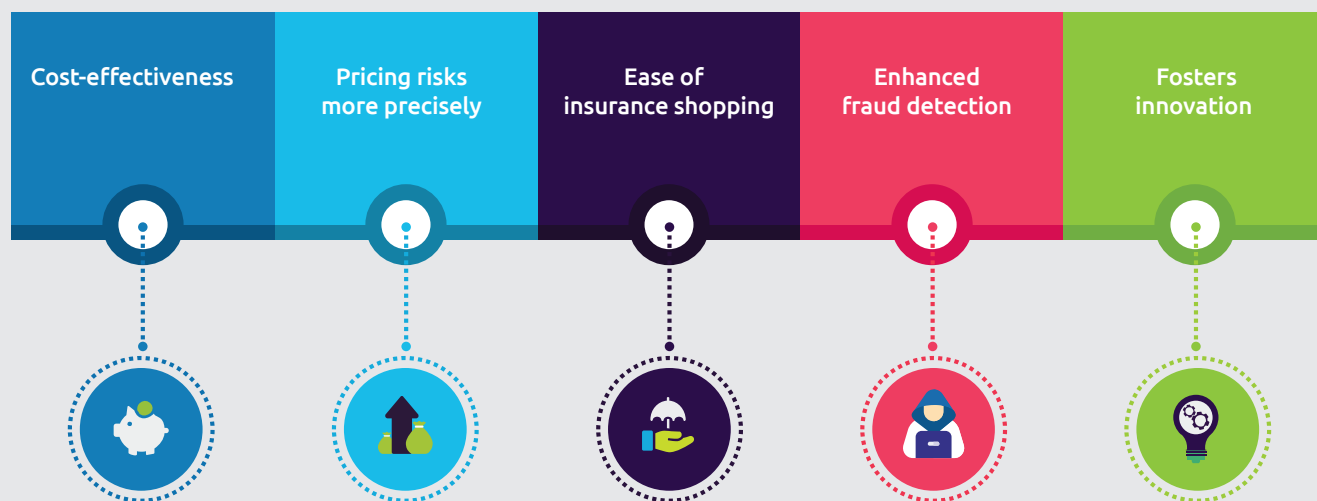 Cost-effectiveness
Pricing risks
more precisely
Ease of
insurance shopping
Enhanced
fraud detection
Fosters
innovation